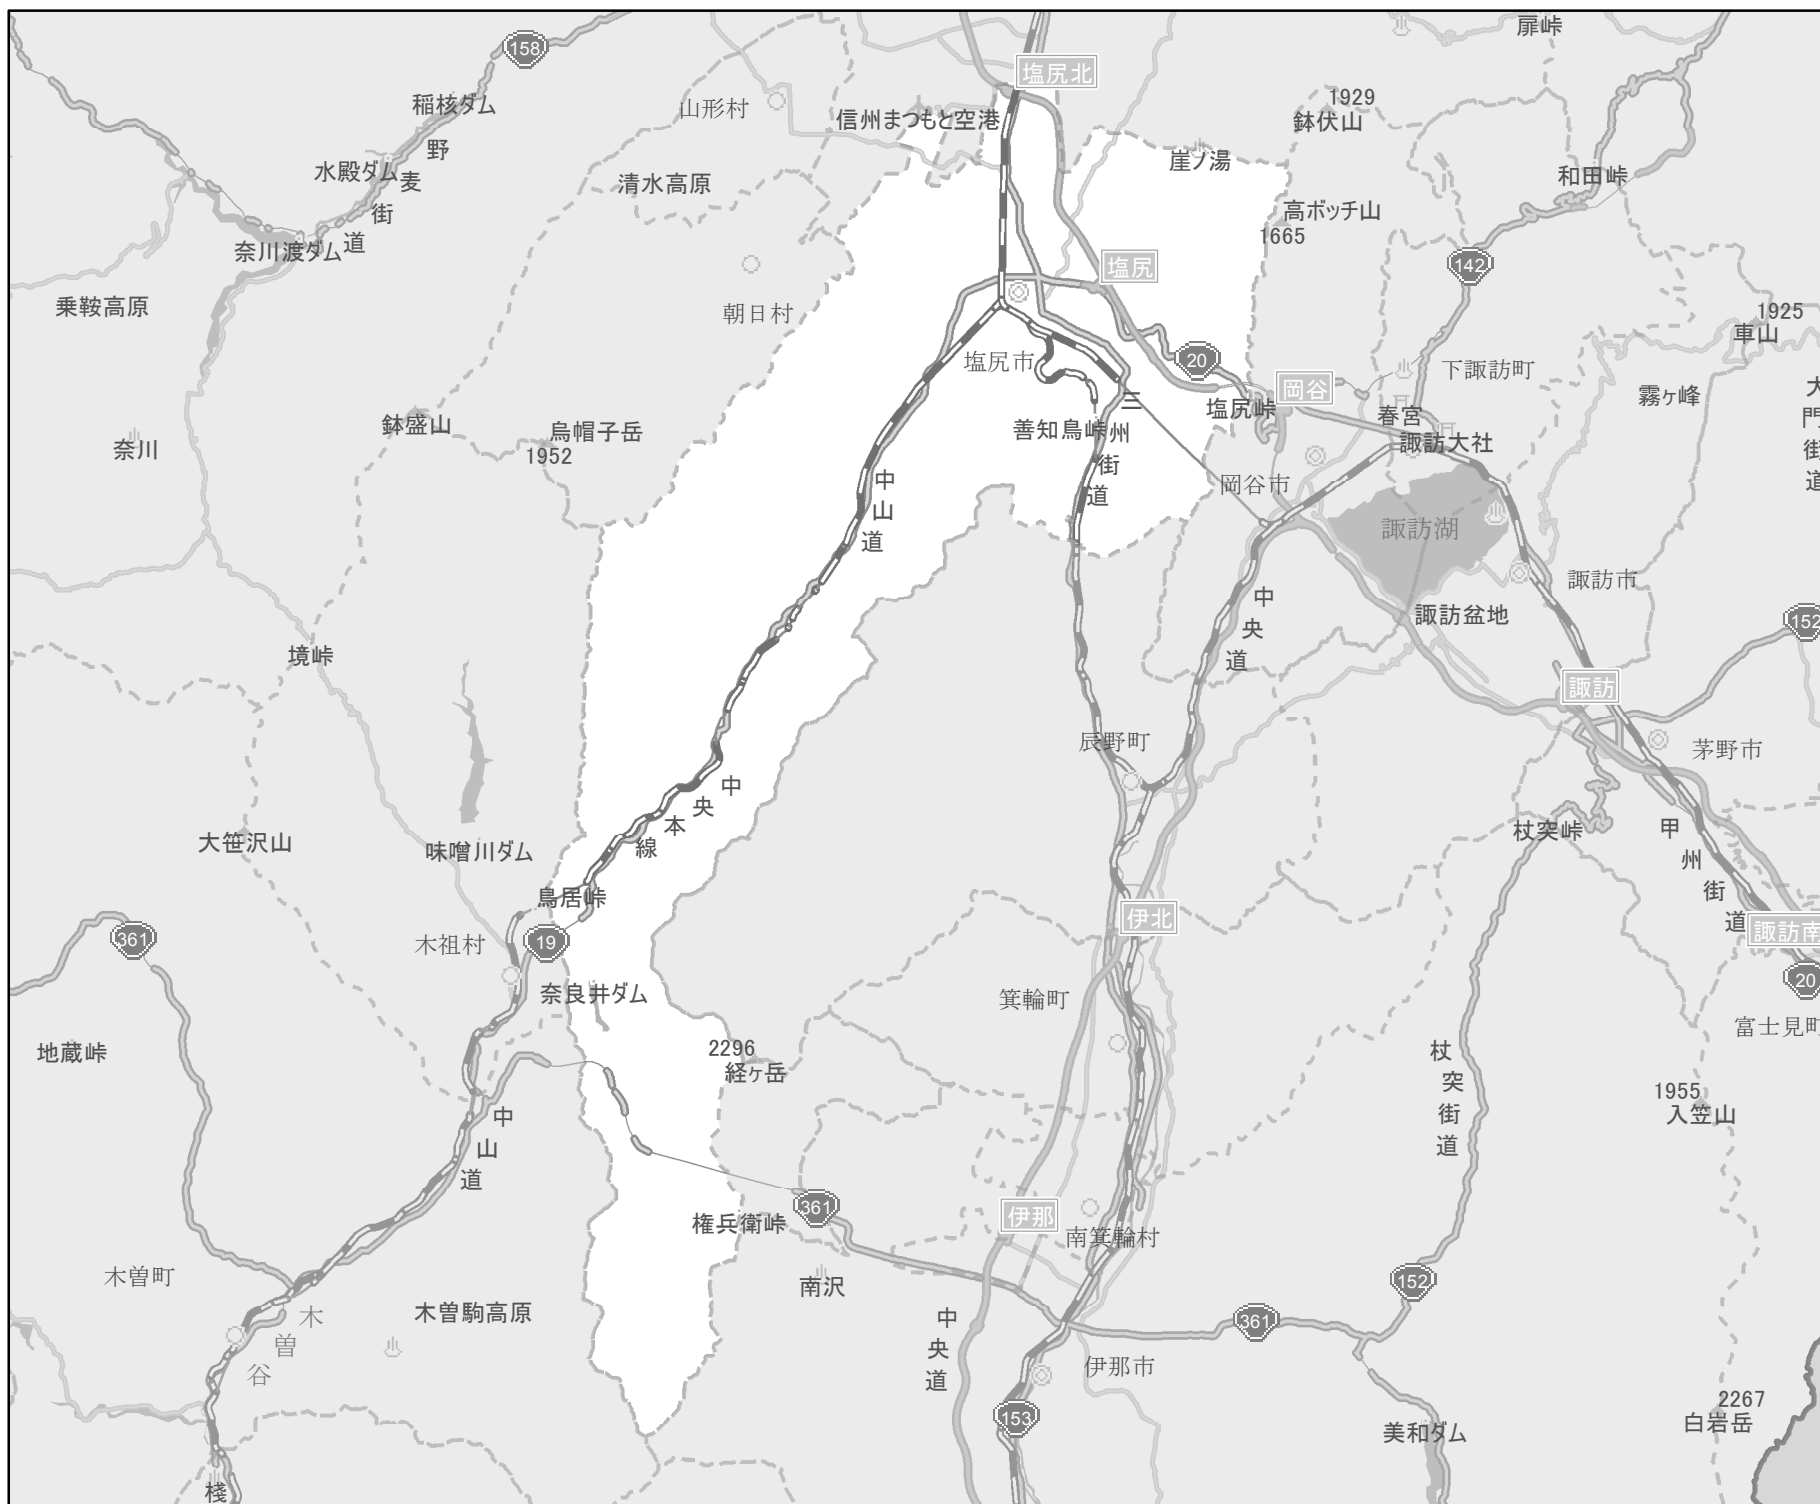 扉峠
158
塩尻北
稲核ダム
山形村
信州まつもと空港
1929
鉢伏山
野麦街道
水殿ダム
清水高原
崖ノ湯
和田峠
高ボッチ山
1665
奈川渡ダム
塩尻
142
乗鞍高原
朝日村
1925
車山
塩尻市
20
岡谷
下諏訪町
霧ヶ峰
鉢盛山
烏帽子岳
1952
善知鳥峠
三州街道
塩尻峠
春宮
諏訪大社
大門街道
奈川
中山道
岡谷市
諏訪湖
諏訪市
中央道
諏訪盆地
152
境峠
諏訪
辰野町
茅野市
中央本線
大笹沢山
味噌川ダム
杖突峠
甲州街道
鳥居峠
伊北
361
木祖村
19
諏訪南
20
奈良井ダム
箕輪町
富士見町
地蔵峠
2296
経ヶ岳
杖突街道
1955
入笠山
中山道
権兵衛峠
361
伊那
南箕輪村
木曽町
南沢
152
木曽駒高原
木曽谷
中央道
361
伊那市
153
2267
白岩岳
美和ダム
棧